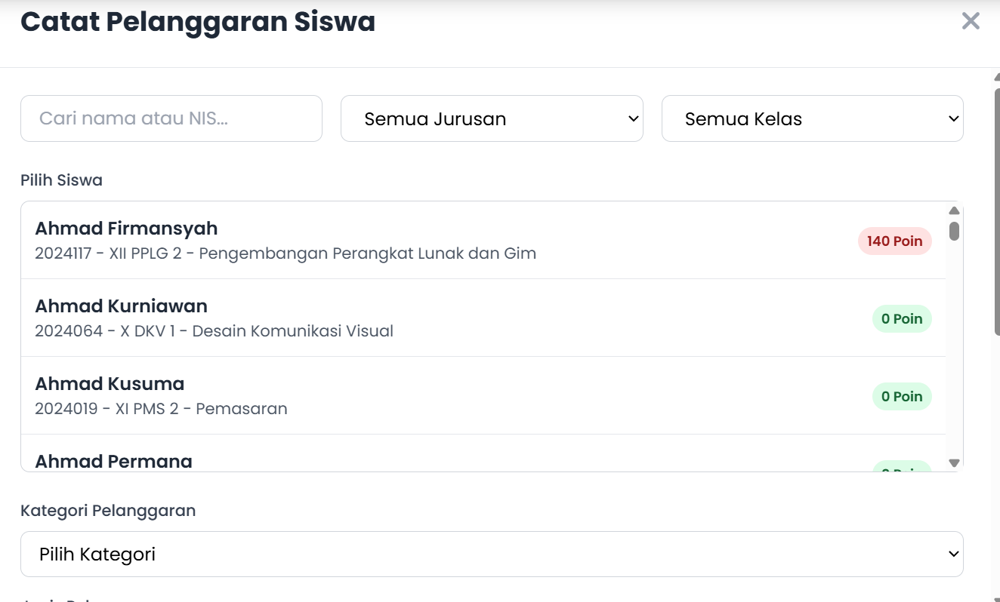 Catat Pelanggaran Siswa
Cari nama atau NIS...
Semua Jurusan
Semua Kelas
Pilih Siswa
Ahmad Firmansyah
2024117 - XII PPLG 2 - Pengembangan Perangkat Lunak dan Gim
140 Poin
Ahmad Kurniawan
2024064 - X DKV 1 - Desain Komunikasi Visual
0 Poin
Ahmad Kusuma
2024019 - XI PMS 2 - Pemasaran
0 Poin
Ahmad Permana
Kategori Pelanggaran
Pilih Kategori